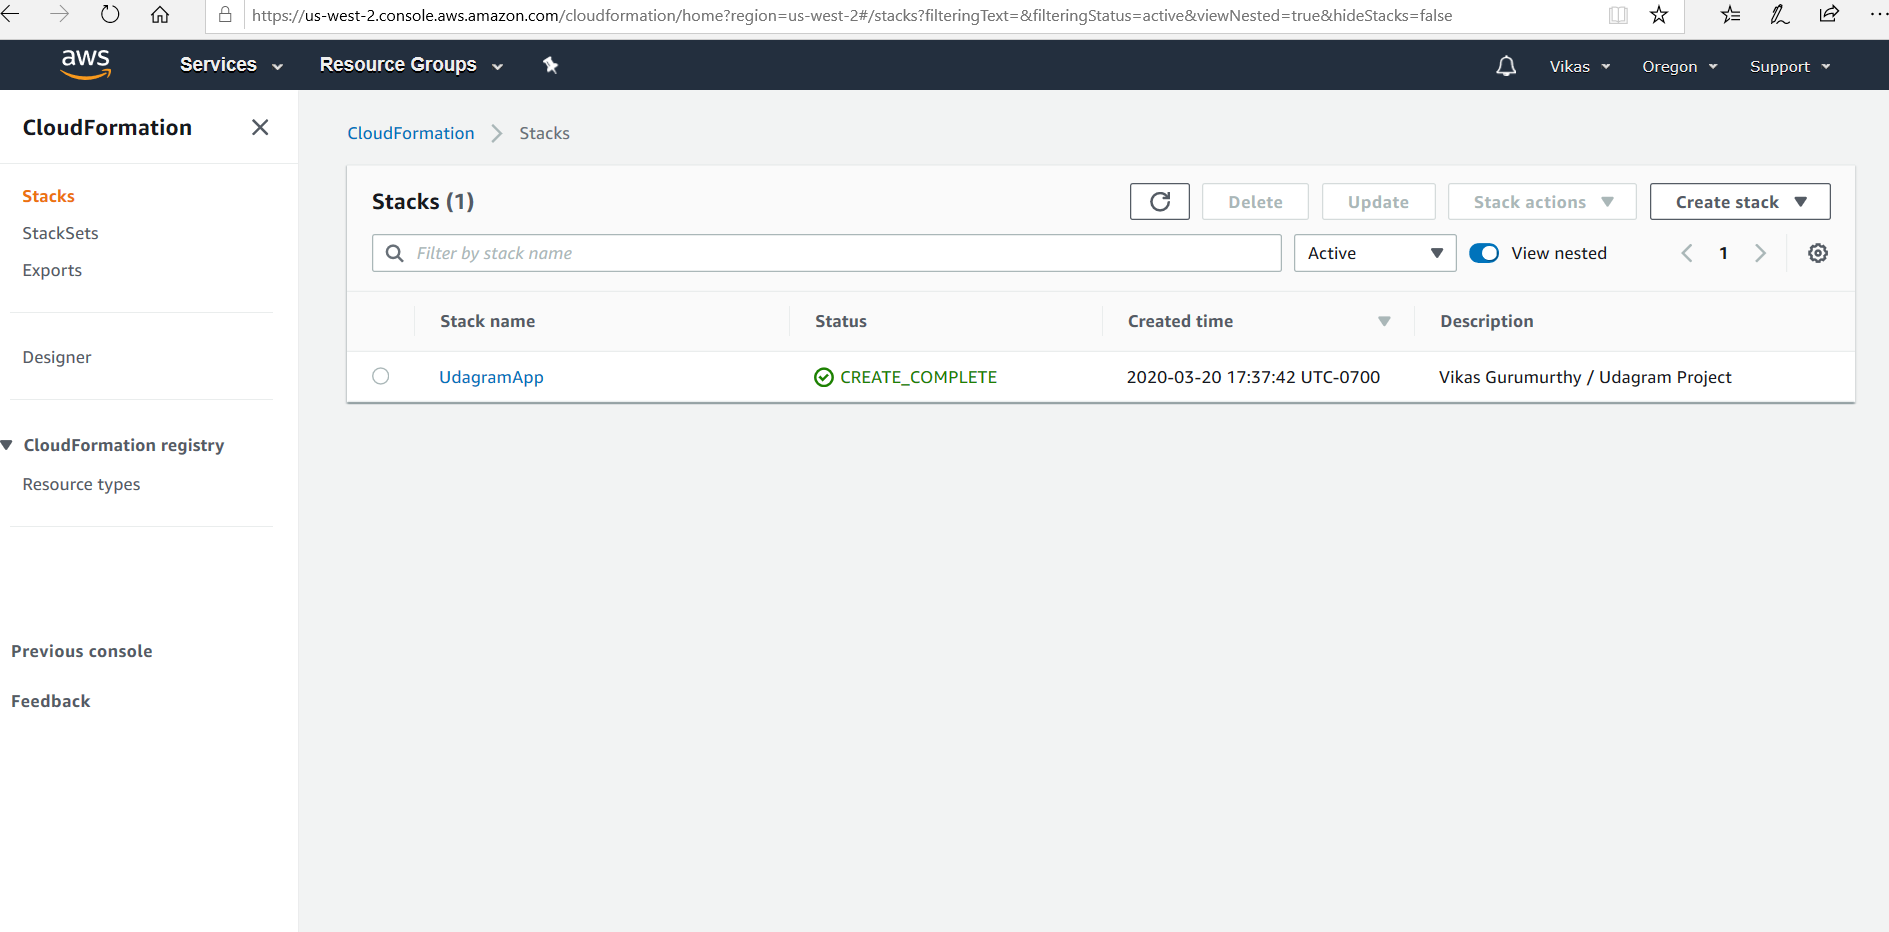 https://us-west-2.console.aws.amazon.com/cloudformation/home?region=us-west-2#/stacks?filteringText=&filteringStatus=active&viewNested=true&hideStacks=false
aws Services Resource Groups Vikas Oregon Support
CloudFormation
Stacks
StackSets
Exports
Designer
CloudFormation registry
Resource types
Previous console
Feedback
CloudFormation Stacks
Stacks (1) Delete Update Stack actions Create stack
Filter by stack name Active View nested 1
Stack name Status Created time Description
UdagramApp CREATE_COMPLETE 2020-03-20 17:37:42 UTC-0700 Vikas Gurumurthy / Udagram Project